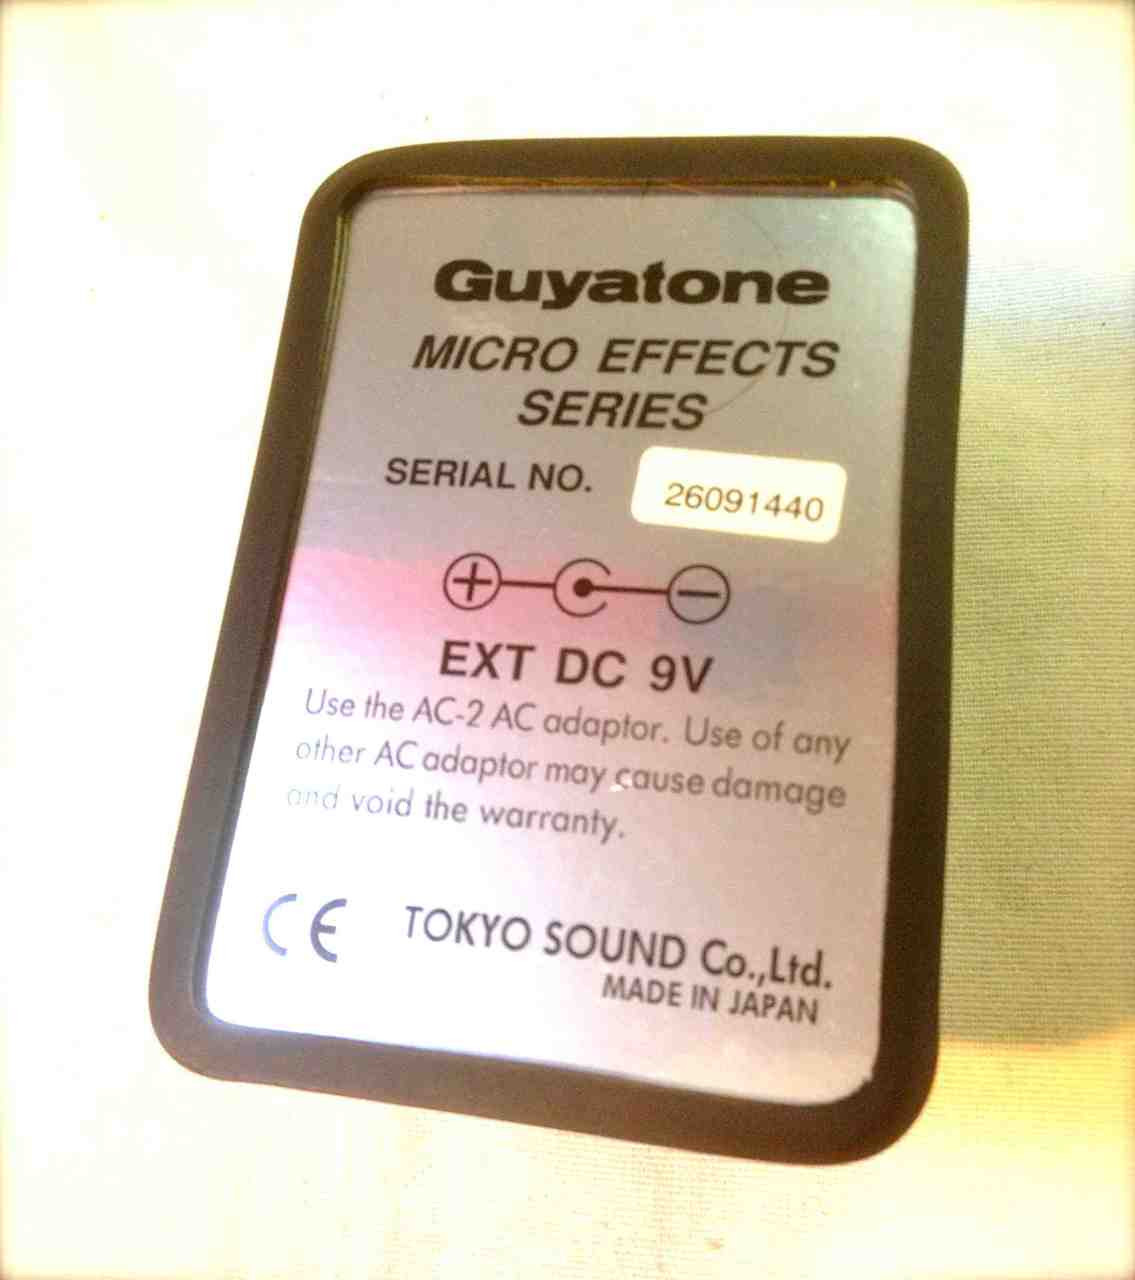 Guyatone
MICRO EFFECTS
SERIES
SERIAL NO. 26091440
EXT DC 9V
Use the AC-2 AC adaptor. Use of any
other AC adaptor may cause damage
and void the warranty.
CE TOKYO SOUND Co.,Ltd.
MADE IN JAPAN